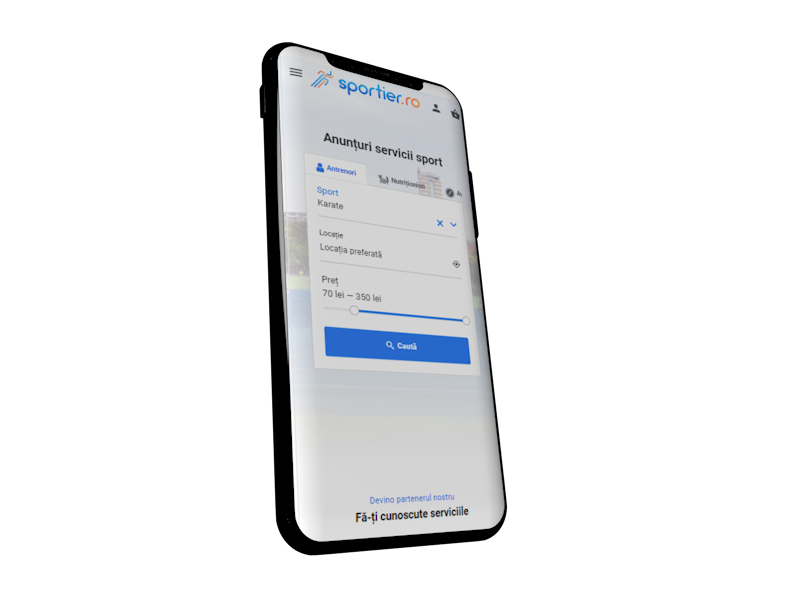 sportier.ro
Anunțuri servicii sport
Antrenori
Nutriționiști
Sport
Karate
Locație
Locația preferată
Preț
70 lei — 350 lei
Caută
Devino partenerul nostru
Fă-ți cunoscute serviciile